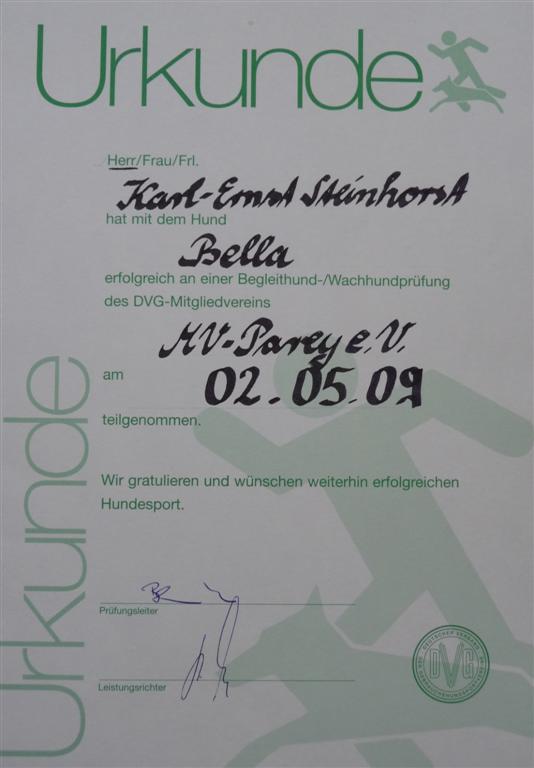 Urkunde
Herr/Frau/Frl.
Karl-Ernst Steinhorst
hat mit dem Hund
Bella
erfolgreich an einer Begleithund-/Wachhundprüfung
des DVG-Mitgliedvereins
MV-Parey e.V.
am 02.05.09
teilgenommen.
Wir gratulieren und wünschen weiterhin erfolgreichen
Hundesport.
Prüfungsleiter
Leistungsrichter
Urkunde
DVG